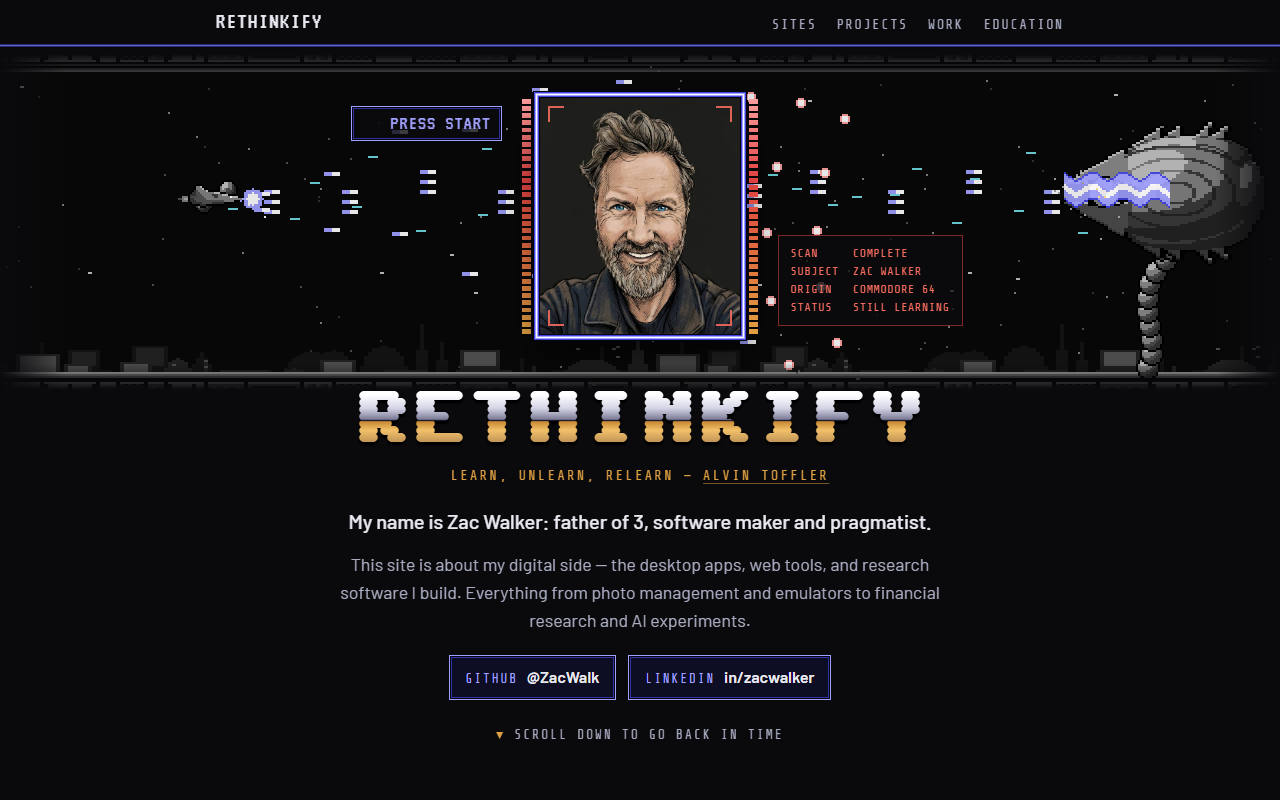 RETHINKIFY
SITES PROJECTS WORK EDUCATION
PRESS START
SCAN COMPLETE
SUBJECT ZAC WALKER
ORIGIN COMMODORE 64
STATUS STILL LEARNING
RETHINKIFY
LEARN, UNLEARN, RELEARN — ALVIN TOFFLER
My name is Zac Walker: father of 3, software maker and pragmatist.
This site is about my digital side — the desktop apps, web tools, and research
software I build. Everything from photo management and emulators to financial
research and AI experiments.
GITHUB @ZacWalk LINKEDIN in/zacwalker
▼ SCROLL DOWN TO GO BACK IN TIME